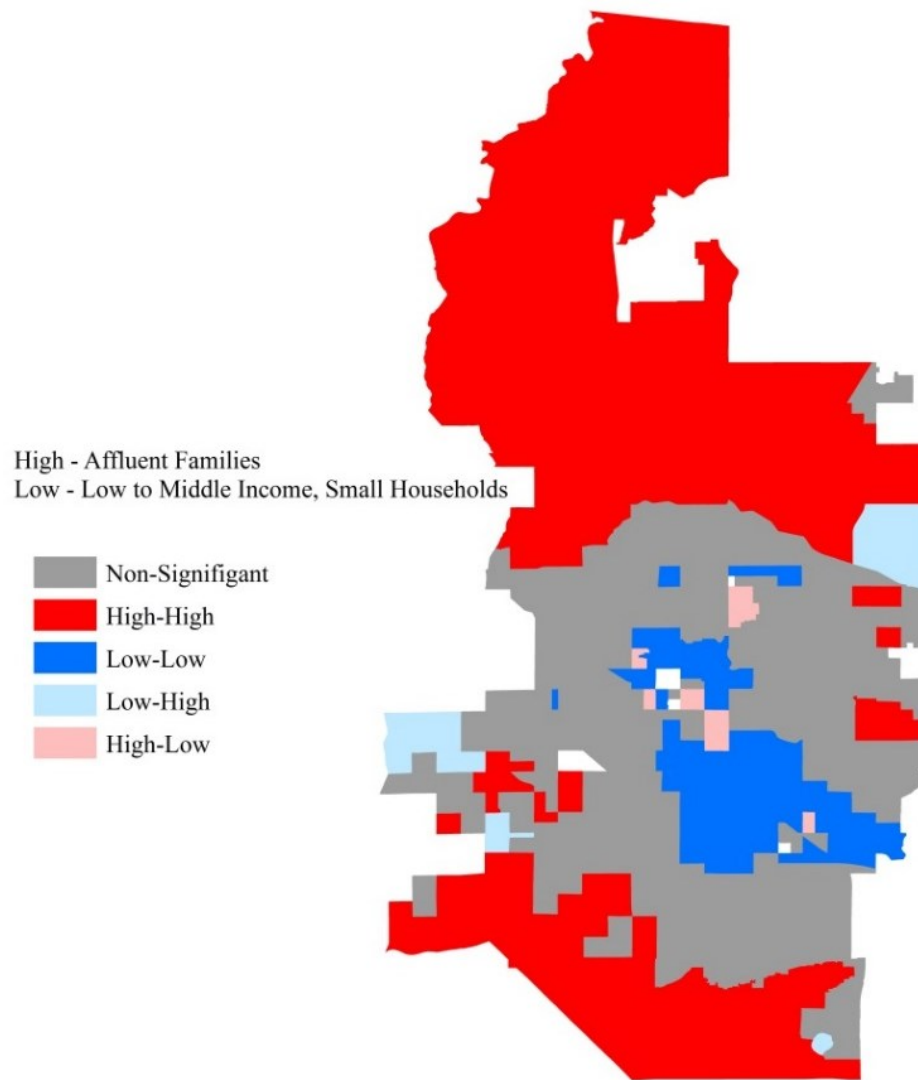 High - Affluent Families
Low - Low to Middle Income, Small Households
Non-Signifigant
High-High
Low-Low
Low-High
High-Low